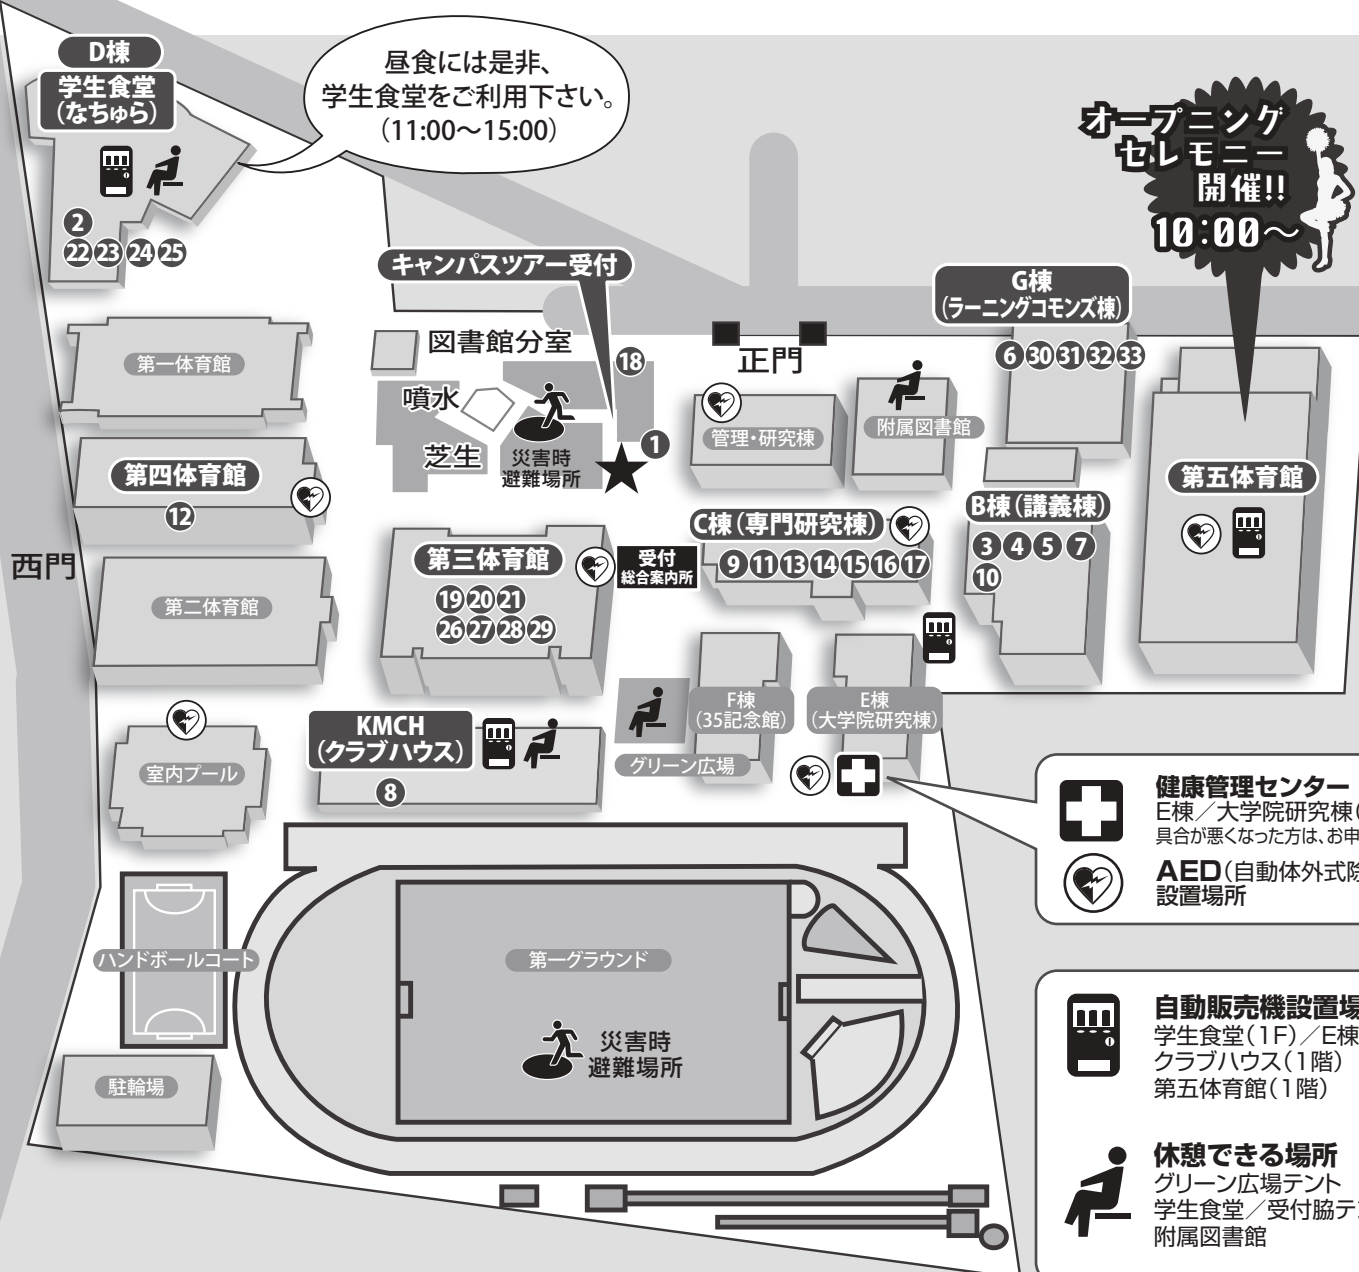 D棟
学生食堂
(なちゅら)
昼食には是非、
学生食堂をご利用下さい。
(11:00〜15:00)
オープニング
セレモニー
開催!!
10:00〜
2
22 23 24 25
キャンパスツアー受付
G棟
(ラーニングコモンズ棟)
6 30 31 32 33
図書館分室
18
正門
第一体育館
噴水
管理・研究棟
附属図書館
芝生
災害時
避難場所
1
第四体育館
12
第五体育館
C棟(専門研究棟)
9 11 13 14 15 16 17
B棟(講義棟)
3 4 5 7
10
西門
第三体育館
19 20 21
26 27 28 29
受付
総合案内所
第二体育館
F棟
(35記念館)
E棟
(大学院研究棟)
KMCH
(クラブハウス)
8
グリーン広場
室内プール
健康管理センター
E棟/大学院研究棟(
具合が悪くなった方は、お申
AED(自動体外式除
設置場所
ハンドボールコート
第一グラウンド
災害時
避難場所
駐輪場
自動販売機設置場
学生食堂(1F)/E棟
クラブハウス(1階)
第五体育館(1階)
休憩できる場所
グリーン広場テント
学生食堂/受付脇テ
附属図書館